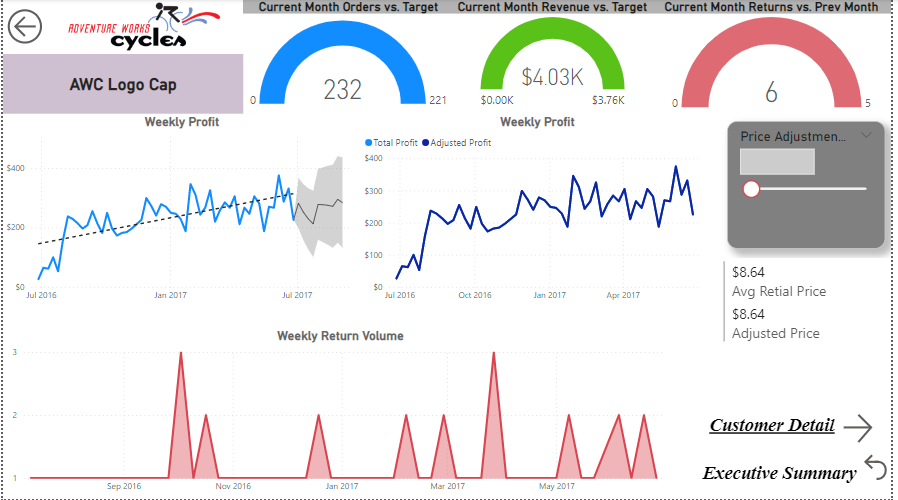 Current Month Orders vs. Target
Current Month Revenue vs. Target
Current Month Returns vs. Prev Month
ADVENTURE WORKS
cycles
AWC Logo Cap
232
0
221
$4.03K
$0.00K
$3.76K
6
0
5
Weekly Profit
$400
$200
$0
Jul 2016
Jan 2017
Jul 2017
Weekly Profit
Total Profit
Adjusted Profit
$400
$300
$200
$100
$0
Jul 2016
Oct 2016
Jan 2017
Apr 2017
Price Adjustmen...
$8.64
Avg Retial Price
$8.64
Adjusted Price
Weekly Return Volume
3
2
1
Sep 2016
Nov 2016
Jan 2017
Mar 2017
May 2017
Customer Detail
Executive Summary